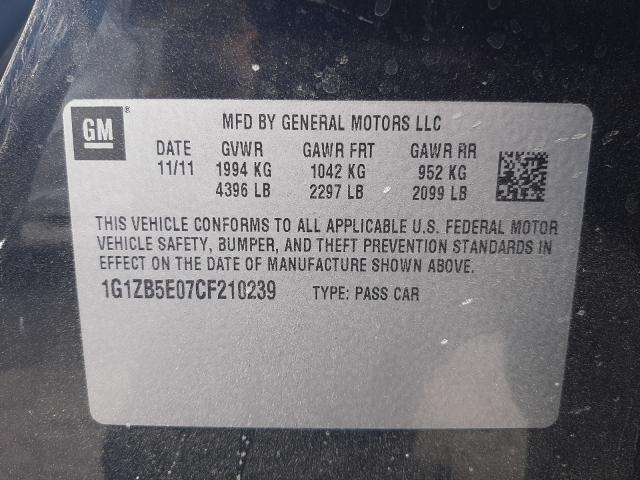 GM®
MFD BY GENERAL MOTORS LLC
DATE GVWR GAWR FRT GAWR RR
11/11 1994 KG 1042 KG 952 KG
4396 LB 2297 LB 2099 LB
THIS VEHICLE CONFORMS TO ALL APPLICABLE U.S. FEDERAL MOTOR
VEHICLE SAFETY, BUMPER, AND THEFT PREVENTION STANDARDS IN
EFFECT ON THE DATE OF MANUFACTURE SHOWN ABOVE.
1G1ZB5E07CF210239 TYPE: PASS CAR